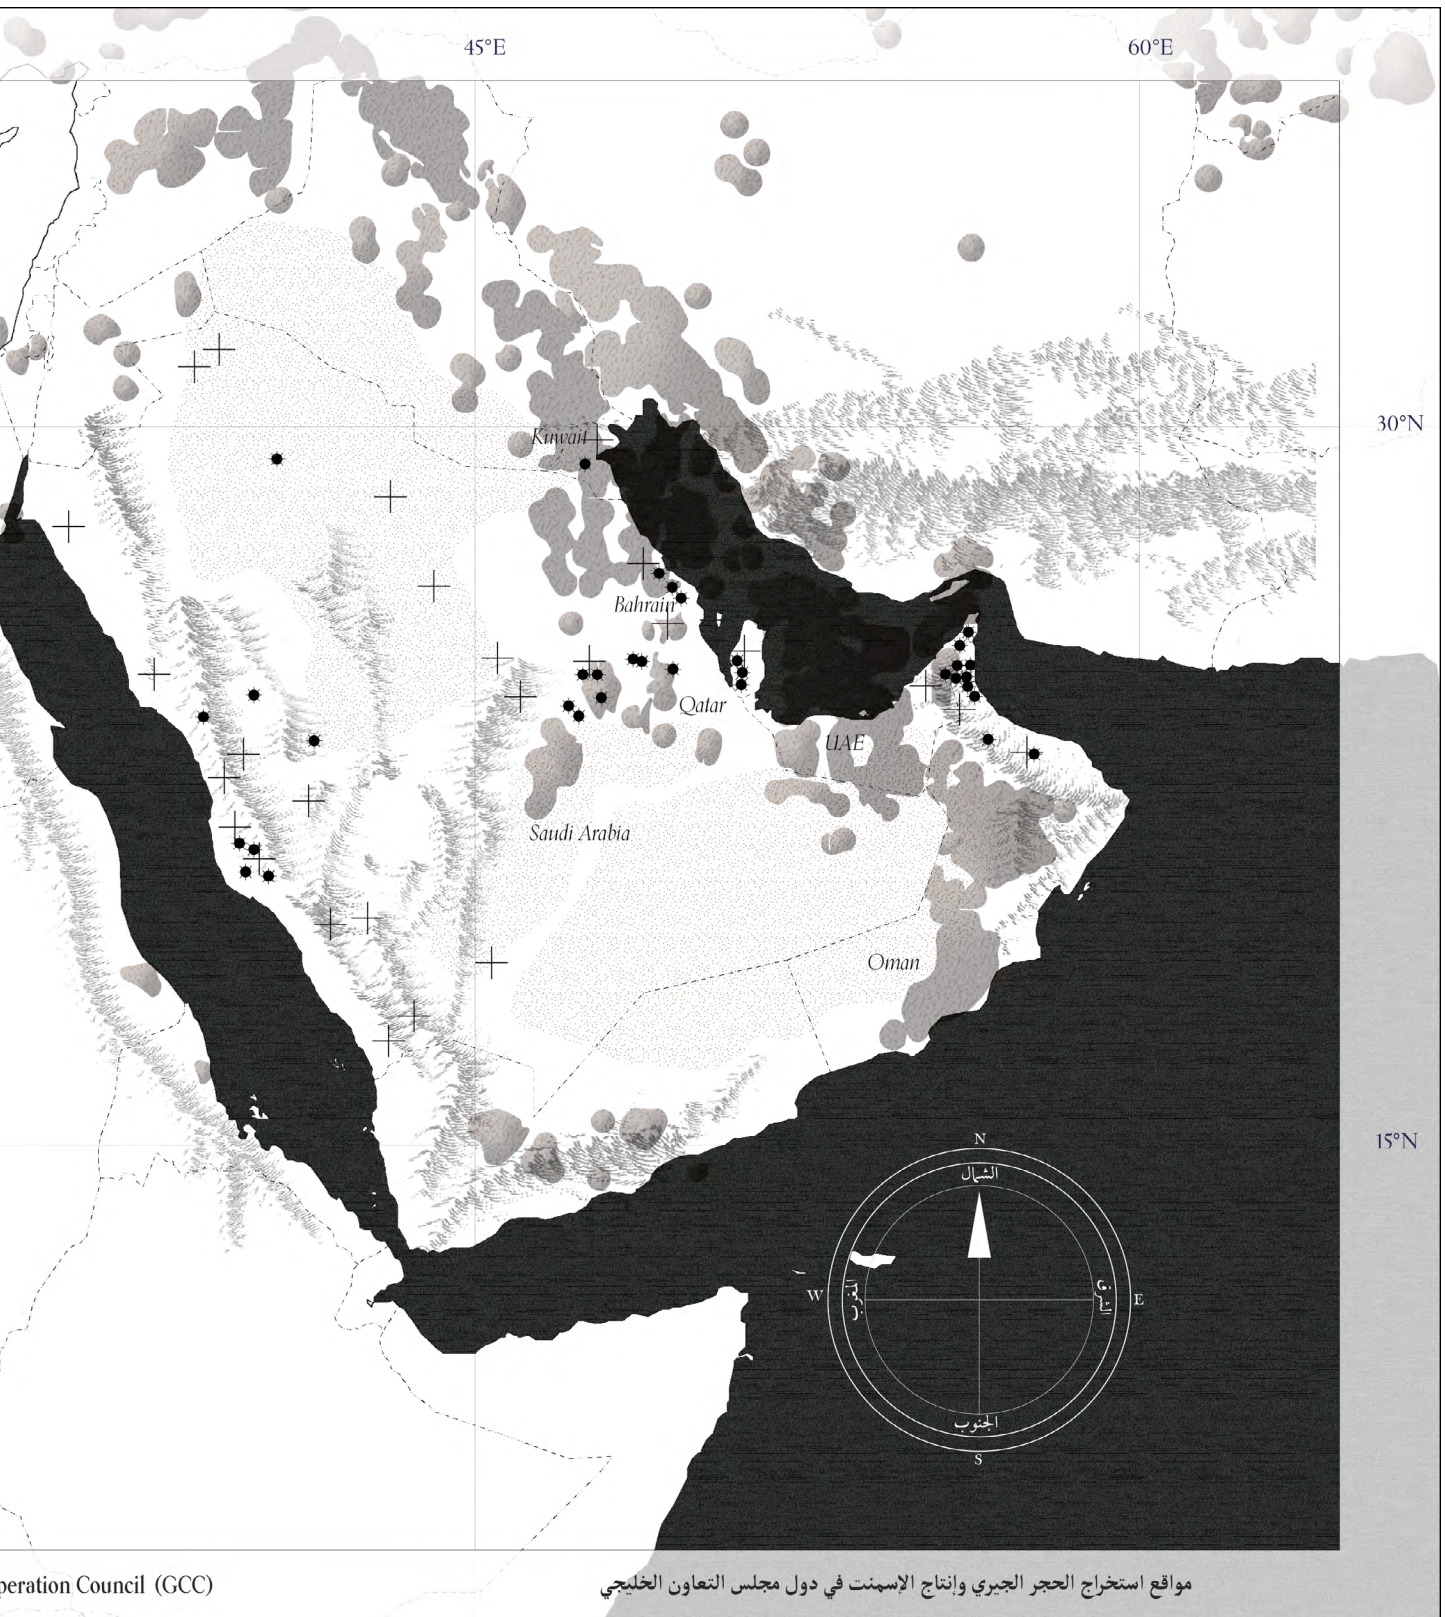 45°E
60°E
30°N
Kuwait
Bahrain
Qatar
UAE
Saudi Arabia
Oman
15°N
N
الشمال
W
E
الغرب
الشرق
الجنوب
S
peration Council (GCC)
مواقع استخراج الحجر الجيري وإنتاج الإسمنت في دول مجلس التعاون الخليجي